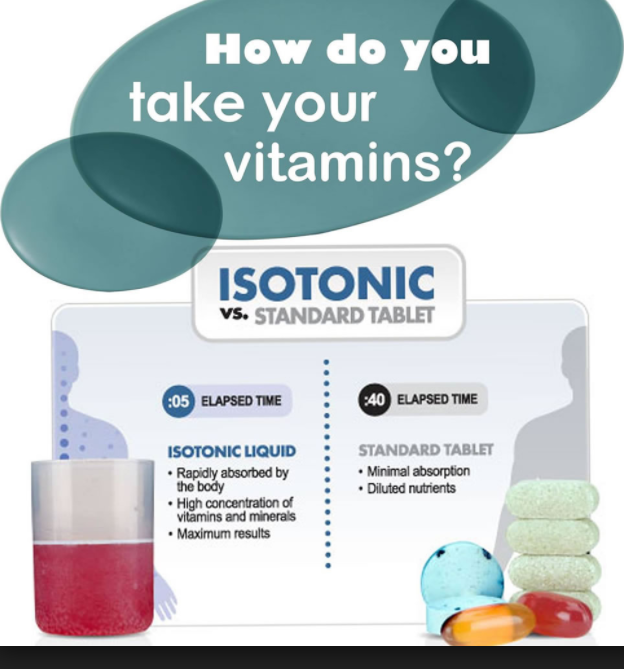 How do you
take your
vitamins?
ISOTONIC
vs. STANDARD TABLET
:05 ELAPSED TIME
ISOTONIC LIQUID
• Rapidly absorbed by
the body
• High concentration of
vitamins and minerals
• Maximum results
:40 ELAPSED TIME
STANDARD TABLET
• Minimal absorption
• Diluted nutrients